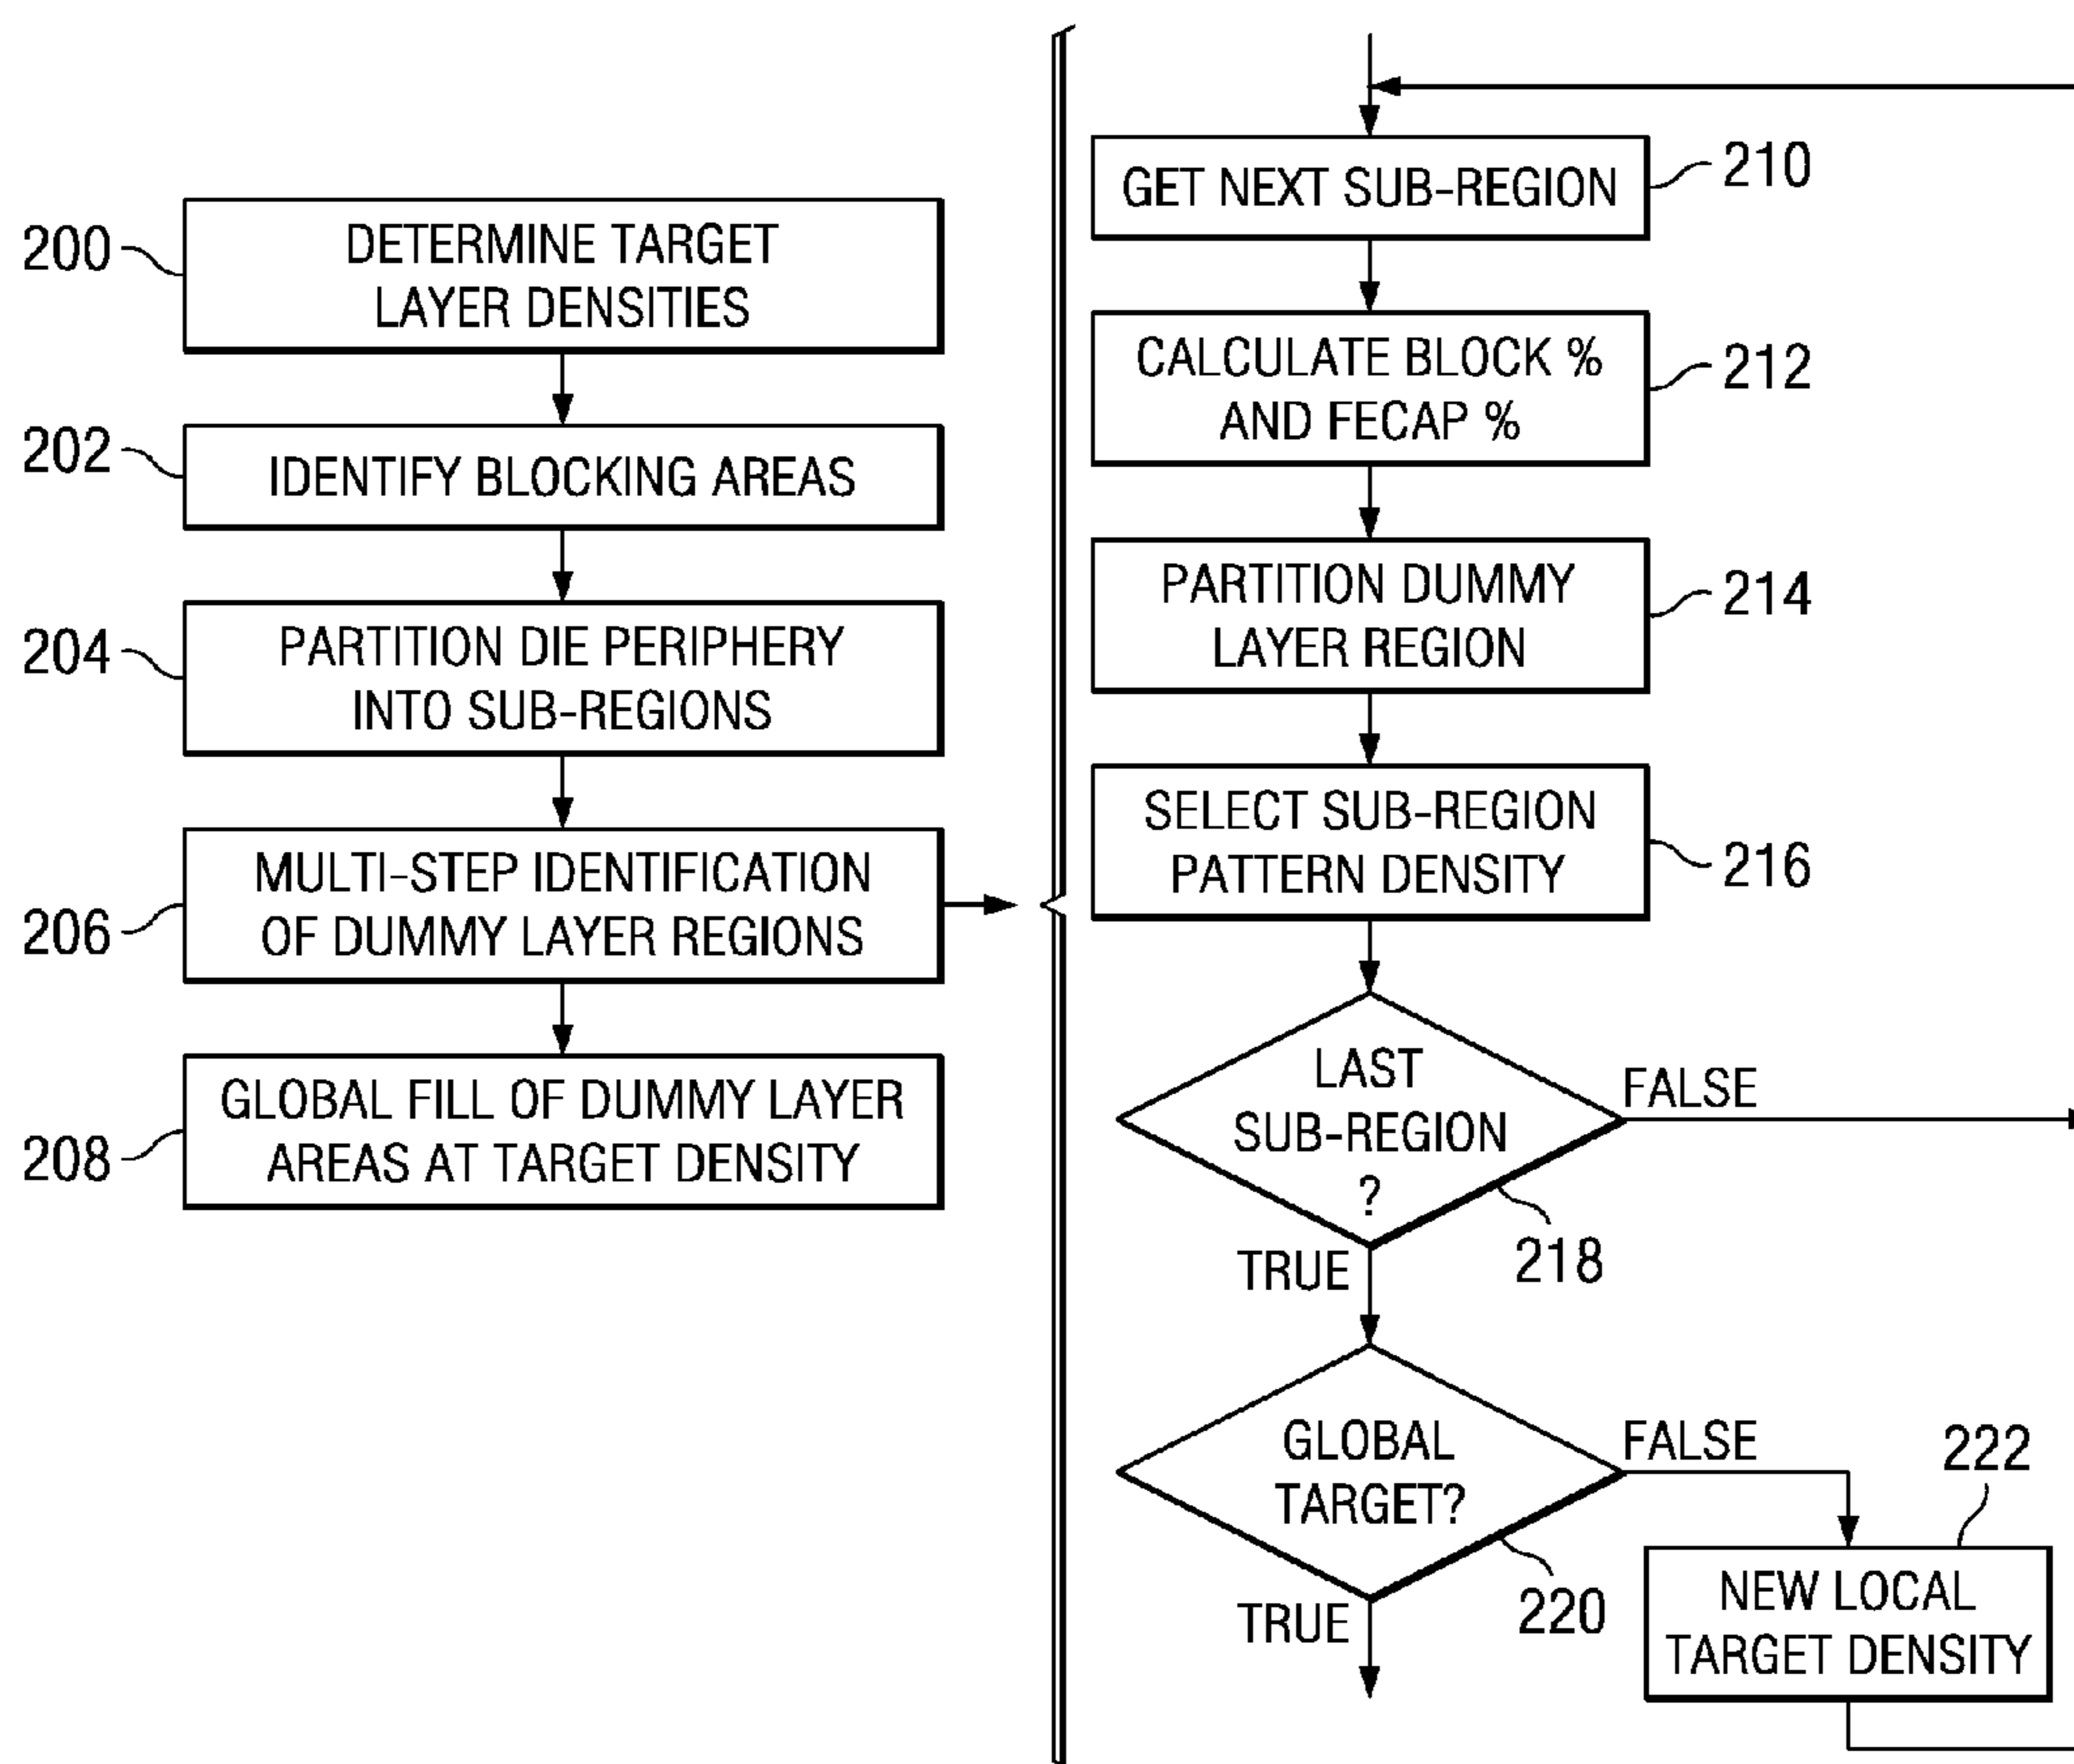 200
DETERMINE TARGET
LAYER DENSITIES
202
IDENTIFY BLOCKING AREAS
204
PARTITION DIE PERIPHERY
INTO SUB-REGIONS
206
MULTI-STEP IDENTIFICATION
OF DUMMY LAYER REGIONS
208
GLOBAL FILL OF DUMMY LAYER
AREAS AT TARGET DENSITY
GET NEXT SUB-REGION
210
CALCULATE BLOCK %
AND FECAP %
212
PARTITION DUMMY
LAYER REGION
214
SELECT SUB-REGION
PATTERN DENSITY
216
LAST
SUB-REGION
?
FALSE
218
TRUE
GLOBAL
TARGET?
FALSE
220
TRUE
222
NEW LOCAL
TARGET DENSITY